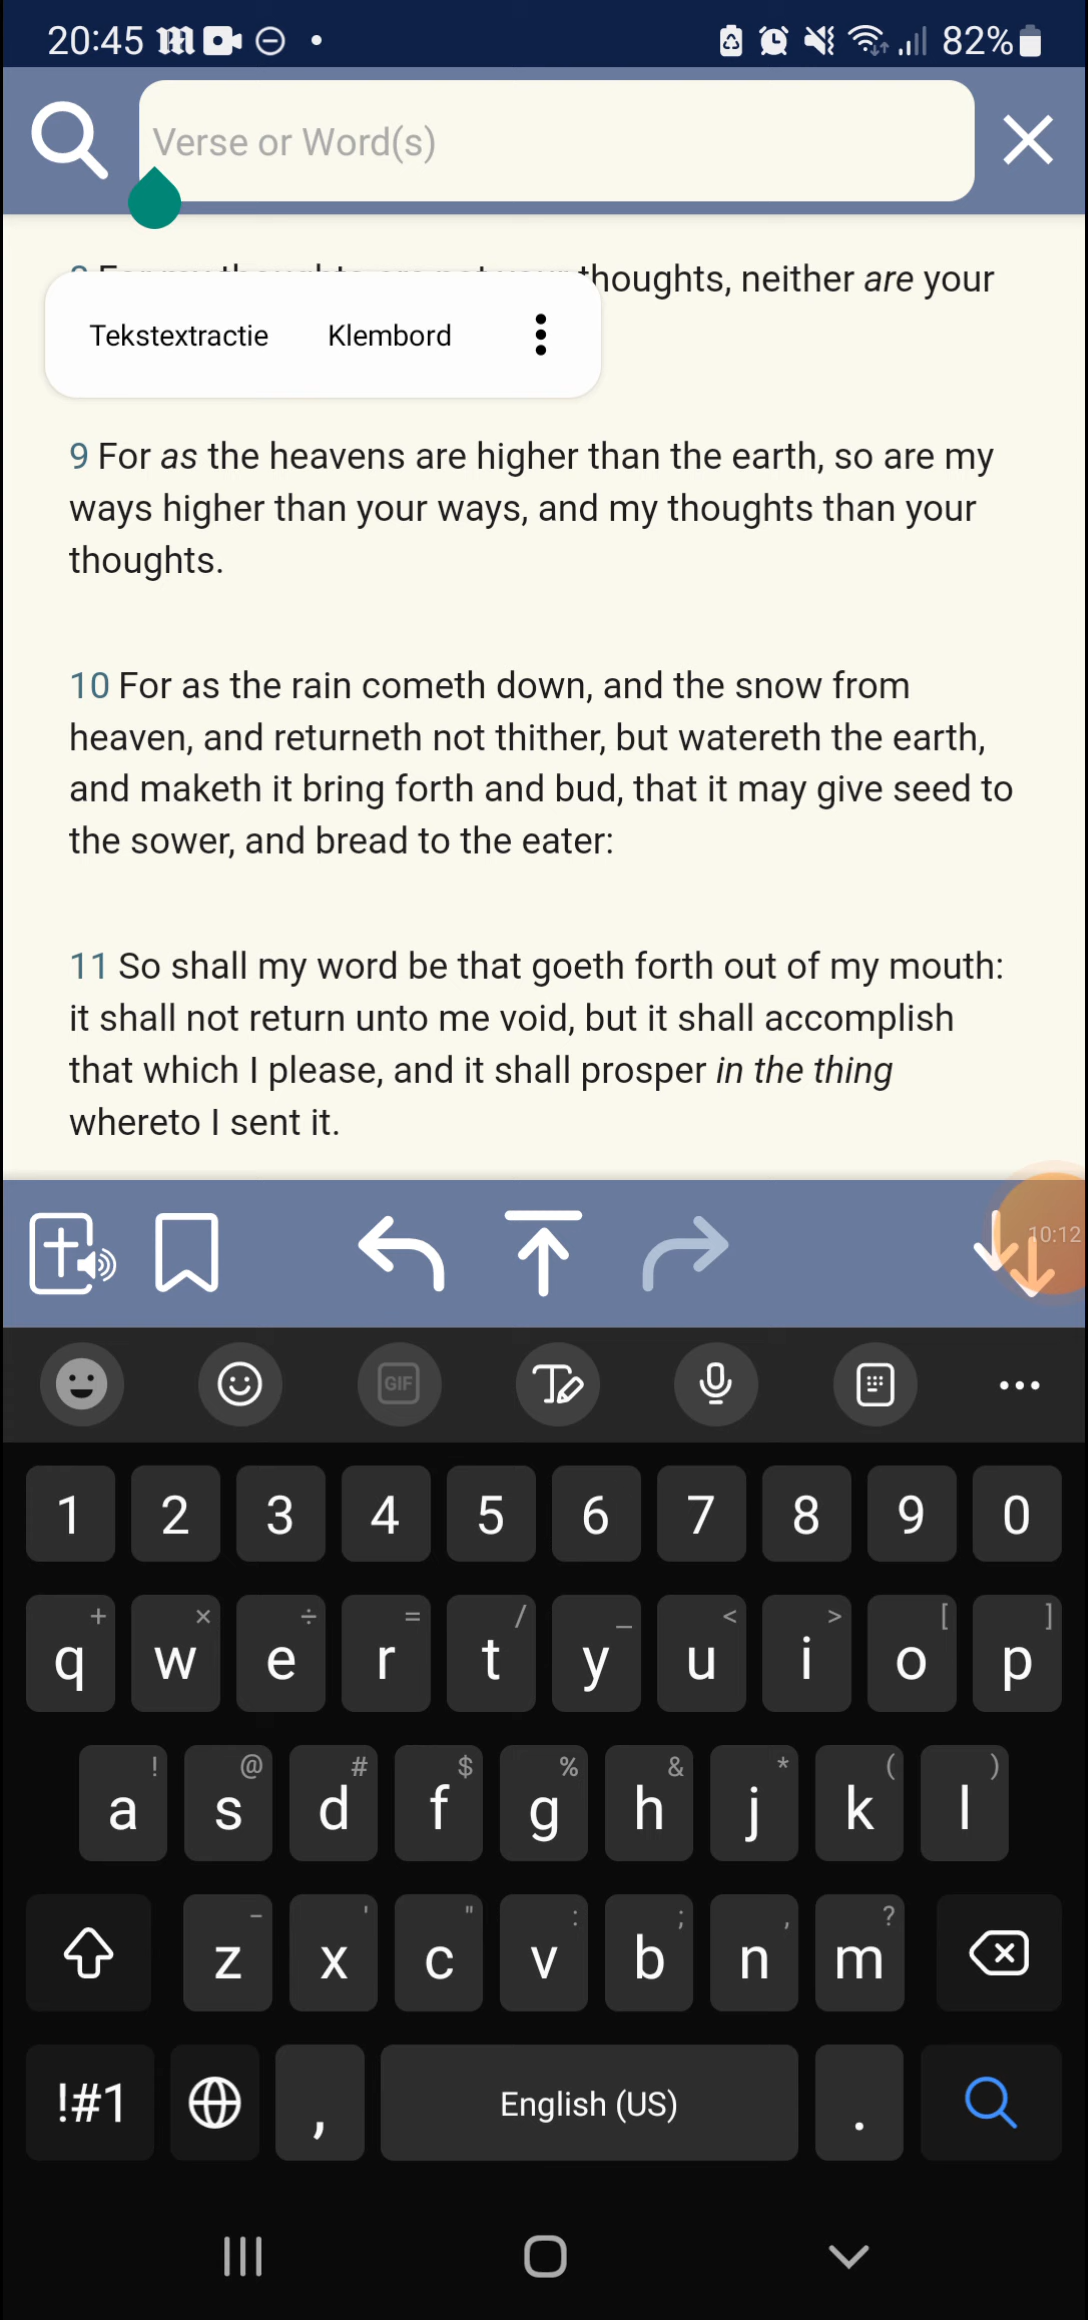 20:45
82%
Verse or Word(s)
thoughts, neither are your
Tekstextractie Klembord
9 For as the heavens are higher than the earth, so are my
ways higher than your ways, and my thoughts than your
thoughts.
10 For as the rain cometh down, and the snow from
heaven, and returneth not thither, but watereth the earth,
and maketh it bring forth and bud, that it may give seed to
the sower, and bread to the eater:
11 So shall my word be that goeth forth out of my mouth:
it shall not return unto me void, but it shall accomplish
that which I please, and it shall prosper in the thing
whereto I sent it.
10:12
GIF
1 2 3 4 5 6 7 8 9 0
+ × ÷ = / _ < > [ ]
q w e r t y u i o p
! @ # $ % & * ( )
a s d f g h j k l
- ' " : ; , ?
z x c v b n m
!#1 , English (US) .